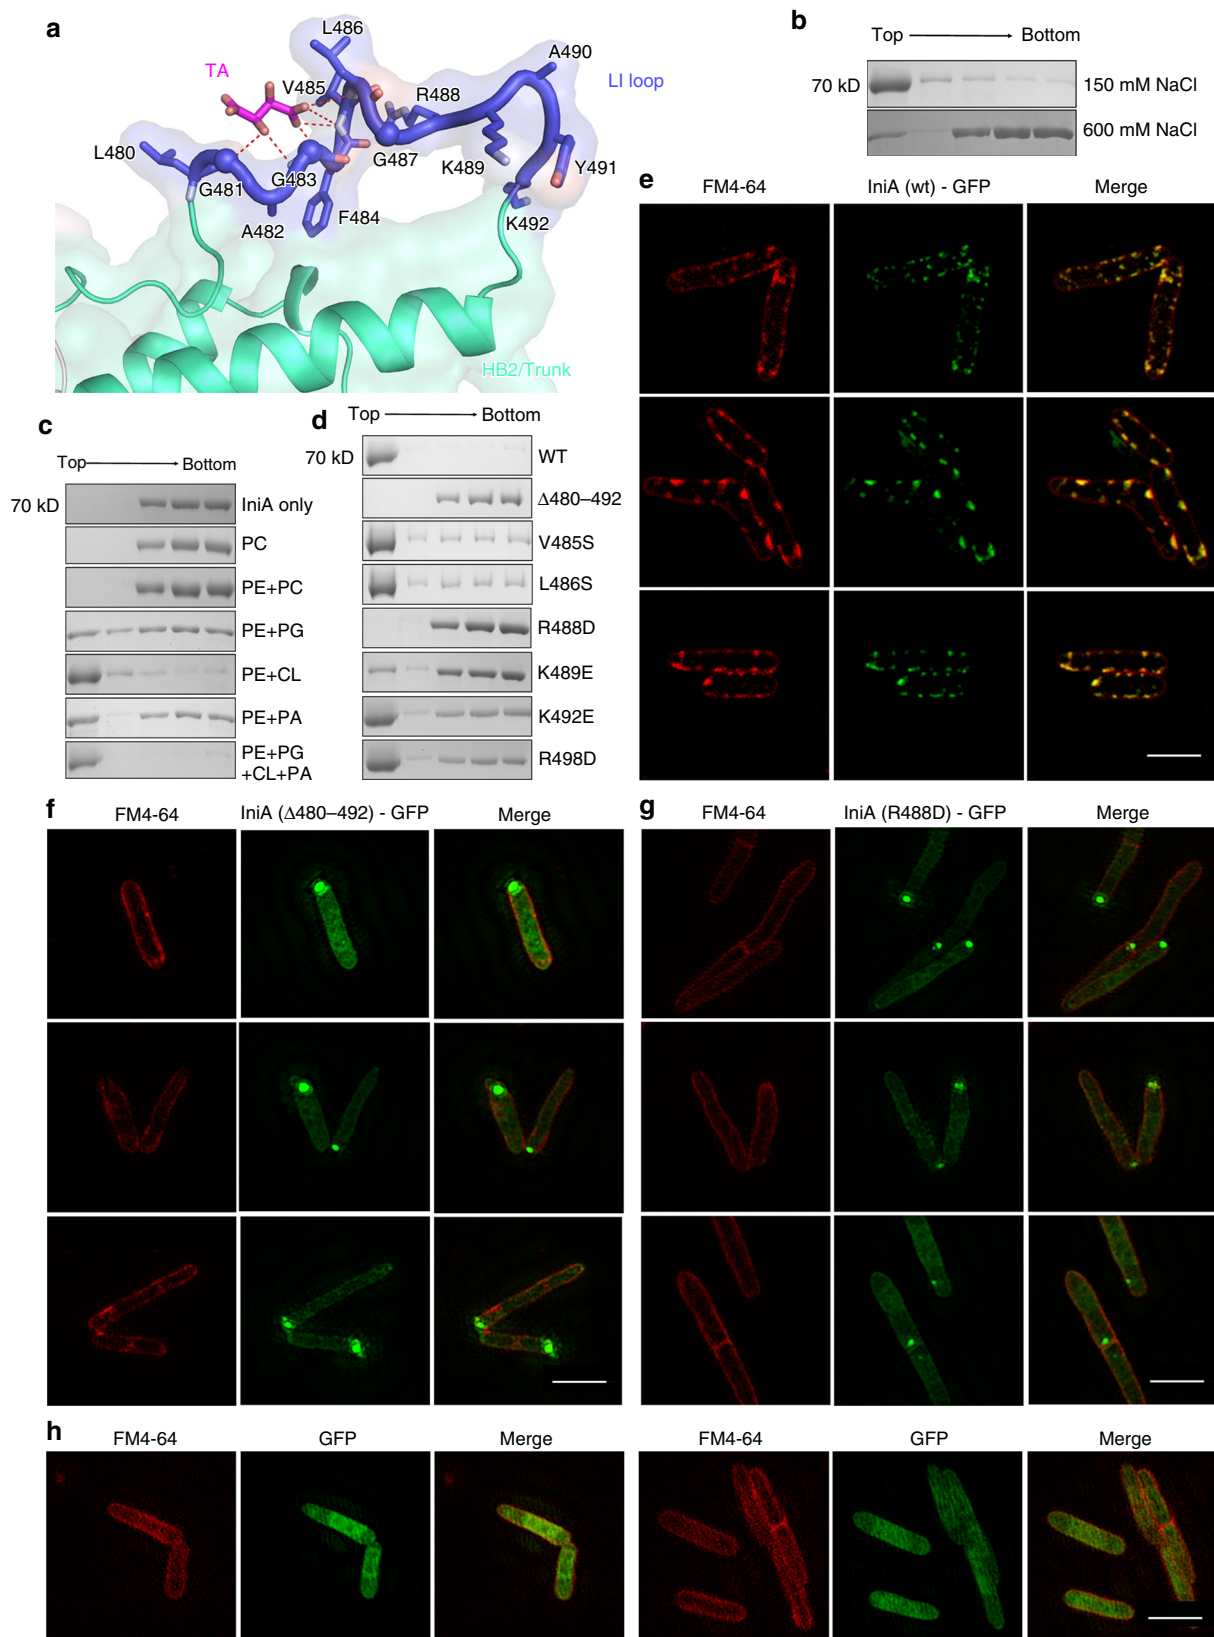 a
L486
TA
V485
A490
LI loop
R488
L480
G487
K489
Y491
G481
G483
K492
F484
A482
HB2/Trunk
b
Top Bottom
70 kD
150 mM NaCl
600 mM NaCl
c
Top Bottom
70 kD
IniA only
PC
PE+PC
PE+PG
PE+CL
PE+PA
PE+PG
+CL+PA
d
Top Bottom
70 kD
WT
Δ480–492
V485S
L486S
R488D
K489E
K492E
R498D
e
FM4-64 IniA (wt) - GFP Merge
f
FM4-64 IniA (Δ480–492) - GFP Merge
g
FM4-64 IniA (R488D) - GFP Merge
h
FM4-64 GFP Merge FM4-64 GFP Merge